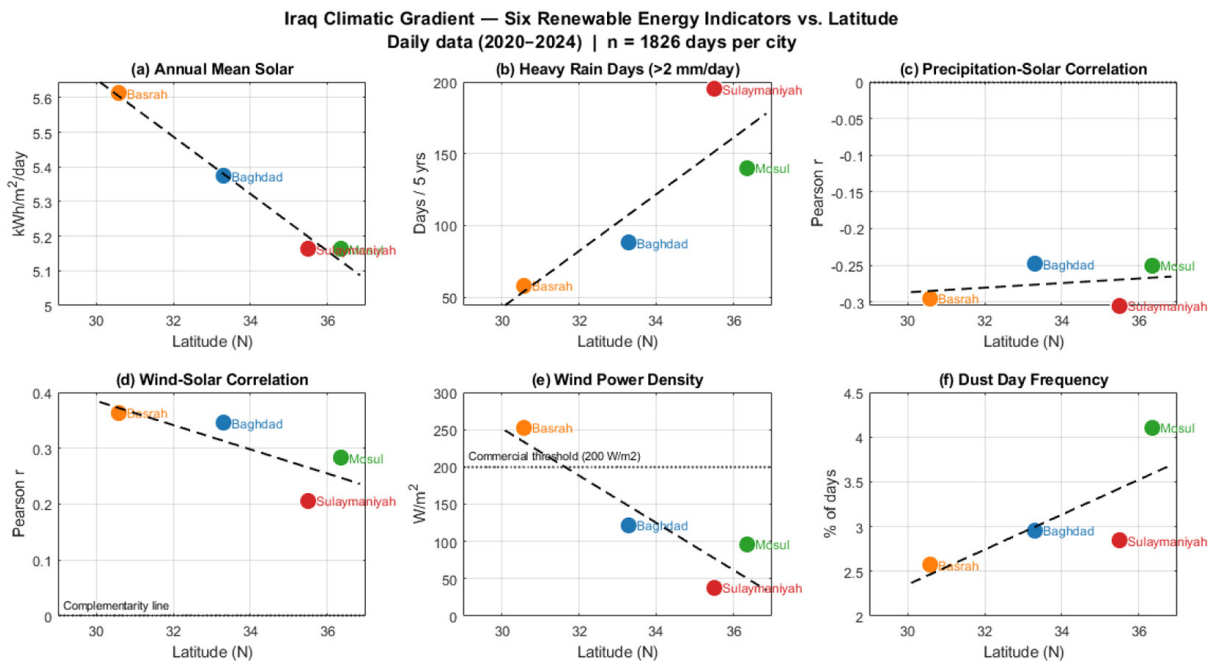 Iraq Climatic Gradient — Six Renewable Energy Indicators vs. Latitude
Daily data (2020–2024) | n = 1826 days per city
(a) Annual Mean Solar
kWh/m²/day
5.6
5.5
5.4
5.3
5.2
5.1
5
Basrah
Baghdad
Sulaymaniyah
Mosul
30
32
34
36
Latitude (N)
(b) Heavy Rain Days (>2 mm/day)
Days / 5 yrs
200
150
100
50
Sulaymaniyah
Mosul
Baghdad
Basrah
30
32
34
36
Latitude (N)
(c) Precipitation-Solar Correlation
Pearson r
0
-0.05
-0.1
-0.15
-0.2
-0.25
-0.3
Baghdad
Mosul
Basrah
Sulaymaniyah
30
32
34
36
Latitude (N)
(d) Wind-Solar Correlation
Pearson r
0.4
0.3
0.2
0.1
0
Basrah
Baghdad
Mosul
Sulaymaniyah
Complementarity line
30
32
34
36
Latitude (N)
(e) Wind Power Density
W/m²
300
250
200
150
100
50
0
Basrah
Commercial threshold (200 W/m2)
Baghdad
Mosul
Sulaymaniyah
30
32
34
36
Latitude (N)
(f) Dust Day Frequency
% of days
4.5
4
3.5
3
2.5
2
Mosul
Baghdad
Sulaymaniyah
Basrah
30
32
34
36
Latitude (N)